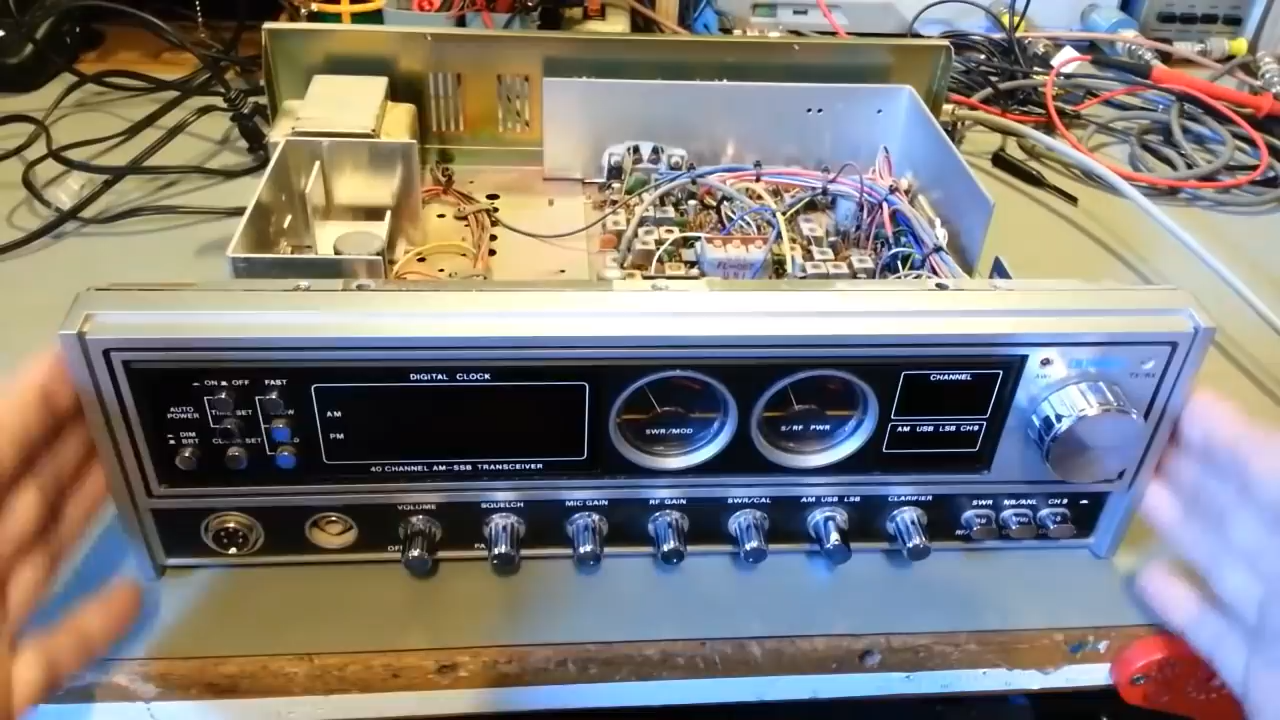 ON OFF
FAST
AUTO
POWER
TIME SET
DIM
BRT
DIGITAL CLOCK
AM
PM
40 CHANNEL AM-SSB TRANSCEIVER
SWR/MOD
S/RF PWR
CHANNEL
AM USB LSB CH9
VOLUME
SQUELCH
MIC GAIN
RF GAIN
SWR/CAL
AM USB LSB
CLARIFIER
SWR
NB/ANL
CH 9